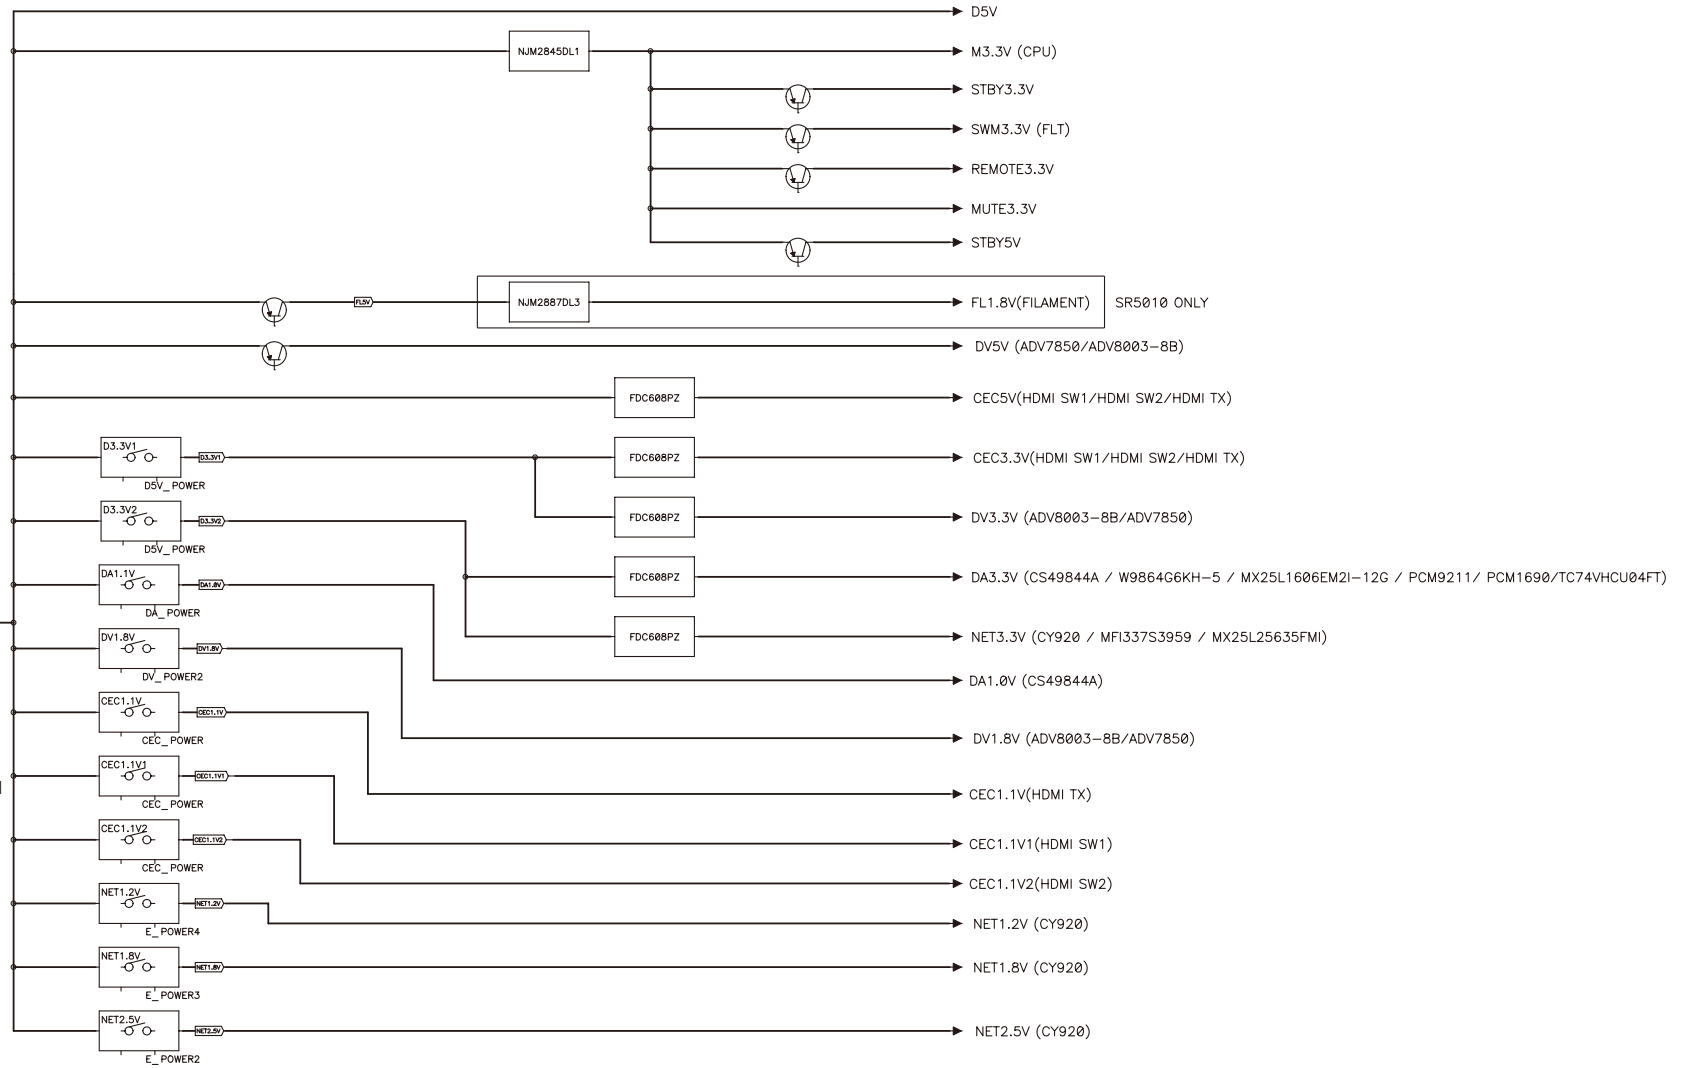 D5V
NJM2845DL1
M3.3V (CPU)
STBY3.3V
SWM3.3V (FLT)
REMOTE3.3V
MUTE3.3V
STBY5V
FL5V
NJM2887DL3
FL1.8V(FILAMENT)
SR5010 ONLY
DV5V (ADV7850/ADV8003-8B)
FDC608PZ
CEC5V(HDMI SW1/HDMI SW2/HDMI TX)
D3.3V1
D3.3V1
FDC608PZ
CEC3.3V(HDMI SW1/HDMI SW2/HDMI TX)
D5V_POWER
D3.3V2
D3.3V2
FDC608PZ
DV3.3V (ADV8003-8B/ADV7850)
D5V_POWER
DA1.1V
DA1.0V
FDC608PZ
DA3.3V (CS49844A / W9864G6KH-5 / MX25L1606EM2I-12G / PCM9211/ PCM1690/TC74VHCU04FT)
DA_POWER
DV1.8V
DV1.8V
FDC608PZ
NET3.3V (CY920 / MFI337S3959 / MX25L25635FMI)
DV_POWER2
DA1.0V (CS49844A)
CEC1.1V
CEC1.1V
CEC_POWER
DV1.8V (ADV8003-8B/ADV7850)
CEC1.1V1
CEC1.1V1
CEC_POWER
CEC1.1V(HDMI TX)
CEC1.1V2
CEC1.1V2
CEC1.1V1(HDMI SW1)
CEC_POWER
CEC1.1V2(HDMI SW2)
NET1.2V
NET1.2V
E_POWER4
NET1.2V (CY920)
NET1.8V
NET1.8V
NET1.8V (CY920)
E_POWER3
NET2.5V
NET2.5V
NET2.5V (CY920)
E_POWER2